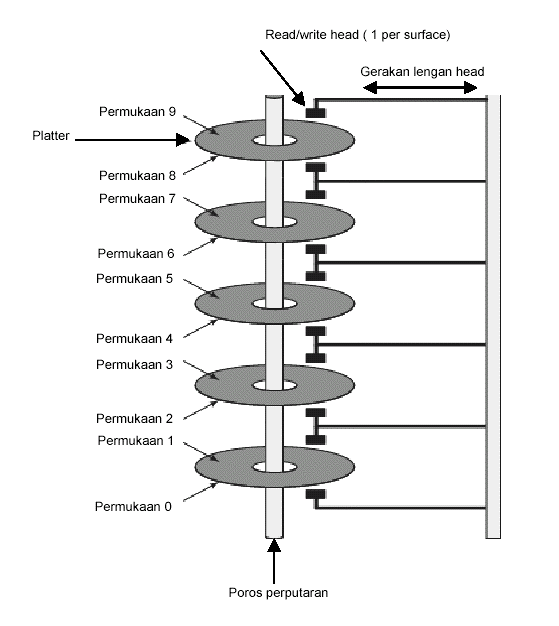 Read/write head ( 1 per surface)
Gerakan lengan head
Permukaan 9
Platter
Permukaan 8
Permukaan 7
Permukaan 6
Permukaan 5
Permukaan 4
Permukaan 3
Permukaan 2
Permukaan 1
Permukaan 0
Poros perputaran